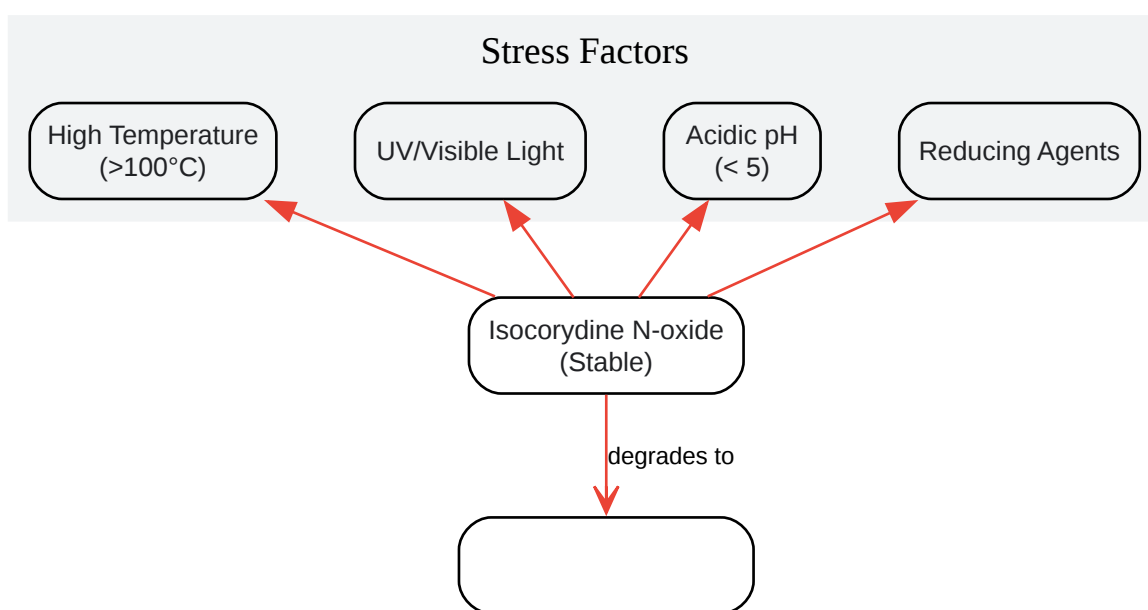 Stress Factors
High Temperature
(>100°C)
UV/Visible Light
Acidic pH
(< 5)
Reducing Agents
Isocorydine N-oxide
(Stable)
degrades to